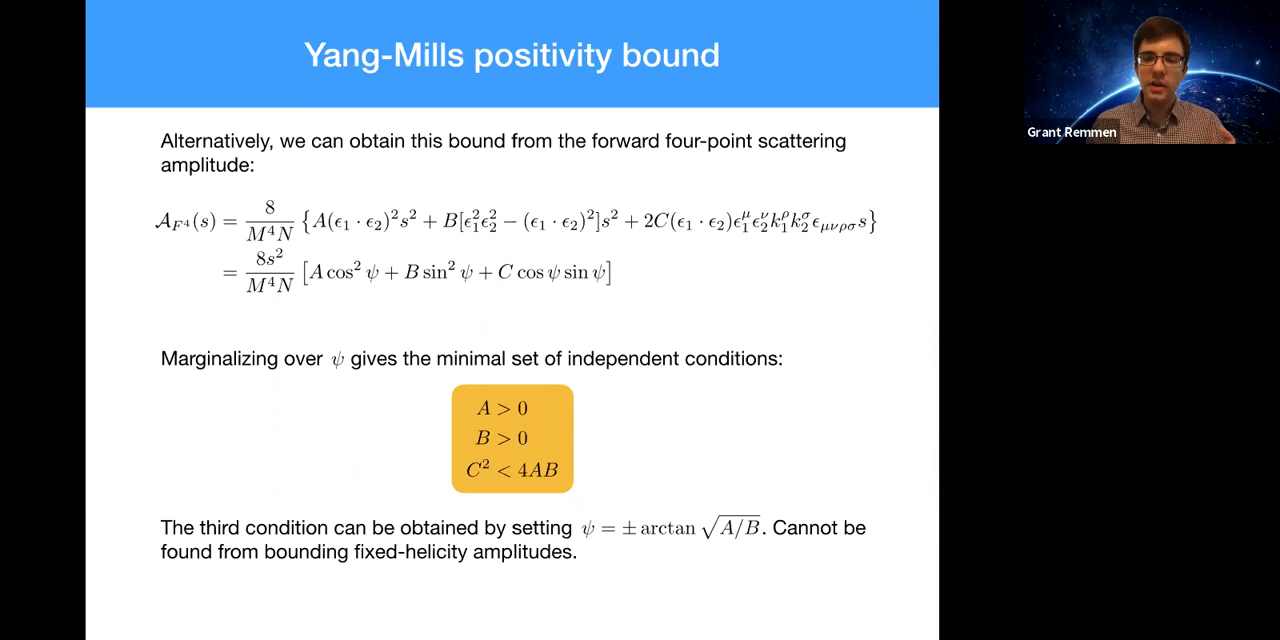 Yang-Mills positivity bound
Grant Remmen
Alternatively, we can obtain this bound from the forward four-point scattering
amplitude:
𝒜_{F⁴}(s) = \frac{8}{M⁴N} {A(ϵ₁ · ϵ₂)²s² + B[ϵ₁²ϵ₂² − (ϵ₁ · ϵ₂)²]s² + 2C(ϵ₁ · ϵ₂)ϵ₁^μ ϵ₂^ν k₁^ρ k₂^σ ϵ_{μνρσ}s}
= \frac{8s²}{M⁴N} [A cos² ψ + B sin² ψ + C cos ψ sin ψ]
Marginalizing over ψ gives the minimal set of independent conditions:
A > 0
B > 0
C² < 4AB
The third condition can be obtained by setting ψ = ± arctan √(A/B). Cannot be
found from bounding fixed-helicity amplitudes.